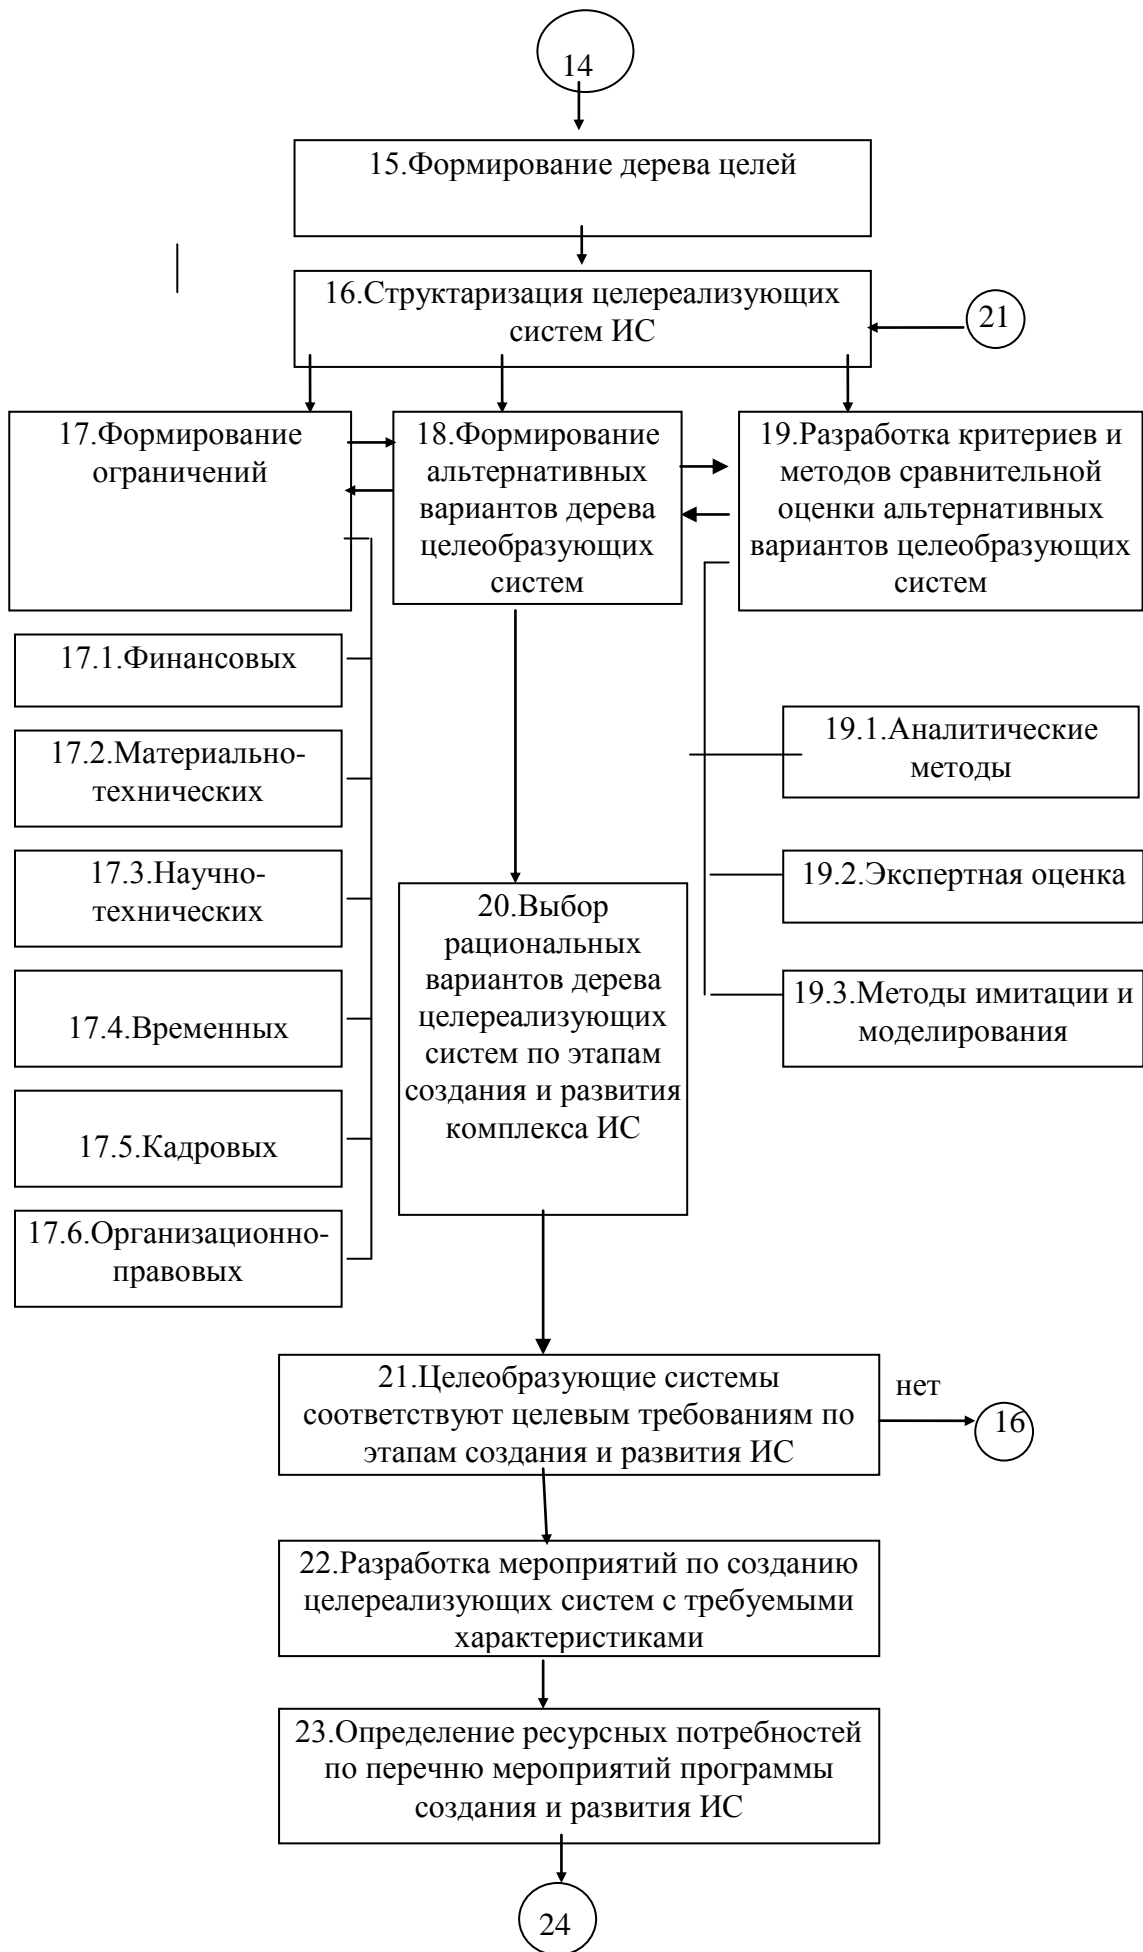 14
15.Формирование дерева целей
16.Структаризация целереализующих
систем ИС
21
17.Формирование
ограничений
18.Формирование
альтернативных
вариантов дерева
целеобразующих
систем
19.Разработка критериев и
методов сравнительной
оценки альтернативных
вариантов целеобразующих
систем
17.1.Финансовых
17.2.Материально-
технических
17.3.Научно-
технических
17.4.Временных
17.5.Кадровых
17.6.Организационно-
правовых
19.1.Аналитические
методы
19.2.Экспертная оценка
19.3.Методы имитации и
моделирования
20.Выбор
рациональных
вариантов дерева
целереализующих
систем по этапам
создания и развития
комплекса ИС
21.Целеобразующие системы
соответствуют целевым требованиям по
этапам создания и развития ИС
нет
16
22.Разработка мероприятий по созданию
целереализующих систем с требуемыми
характеристиками
23.Определение ресурсных потребностей
по перечню мероприятий программы
создания и развития ИС
24